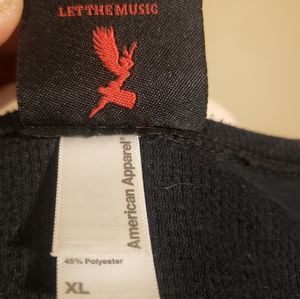 LET THE MUSIC
American Apparel®
45% Polyester
XL